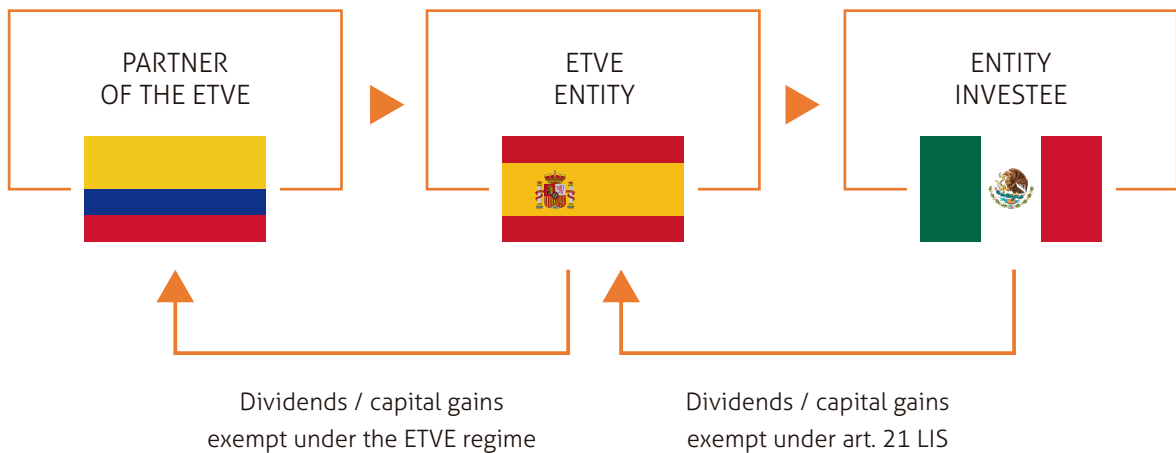 PARTNER
OF THE ETVE
ETVE
ENTITY
ENTITY
INVESTEE
Dividends / capital gains
exempt under the ETVE regime
Dividends / capital gains
exempt under art. 21 LIS